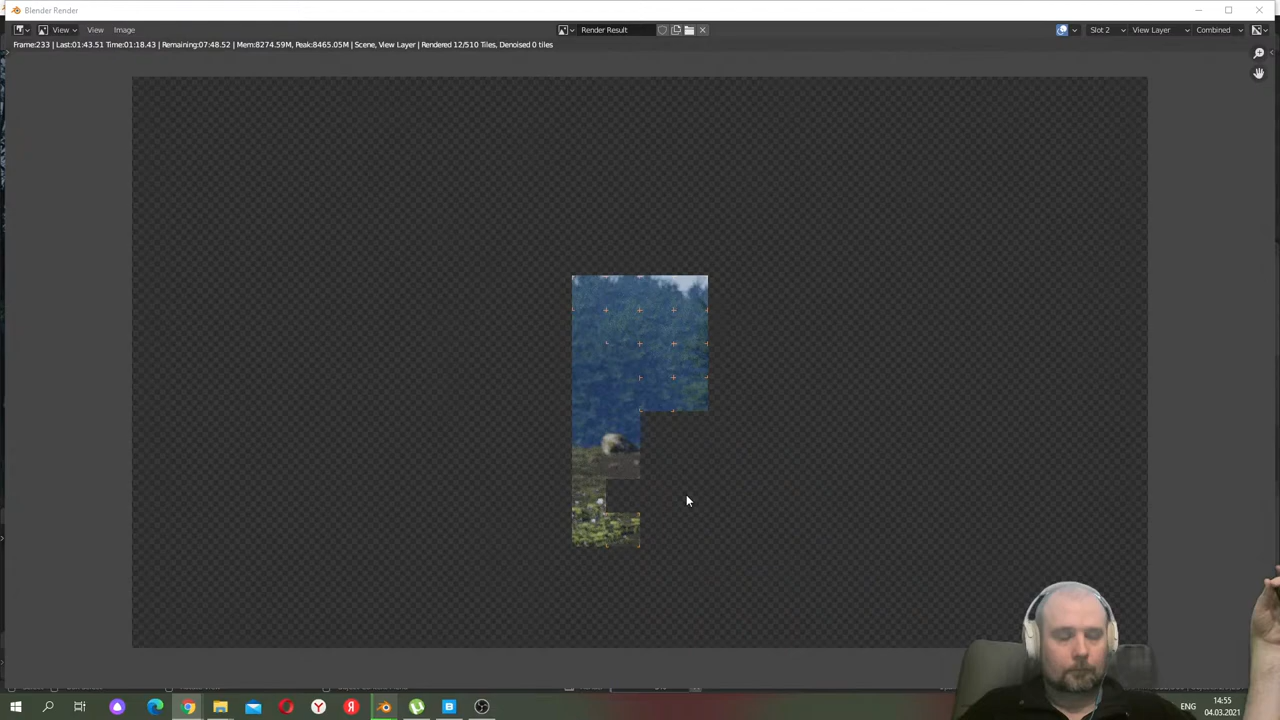 Blender Render
View View Image Render Result Slot 2 View Layer Combined
Frame:233 | Last:01:43.51 Time:01:18.43 | Remaining:07:48.52 | Mem:8274.59M, Peak:8465.05M | Scene, View Layer | Rendered 12/510 Tiles, Denoised 0 tiles
ENG
14:55
04.03.2021